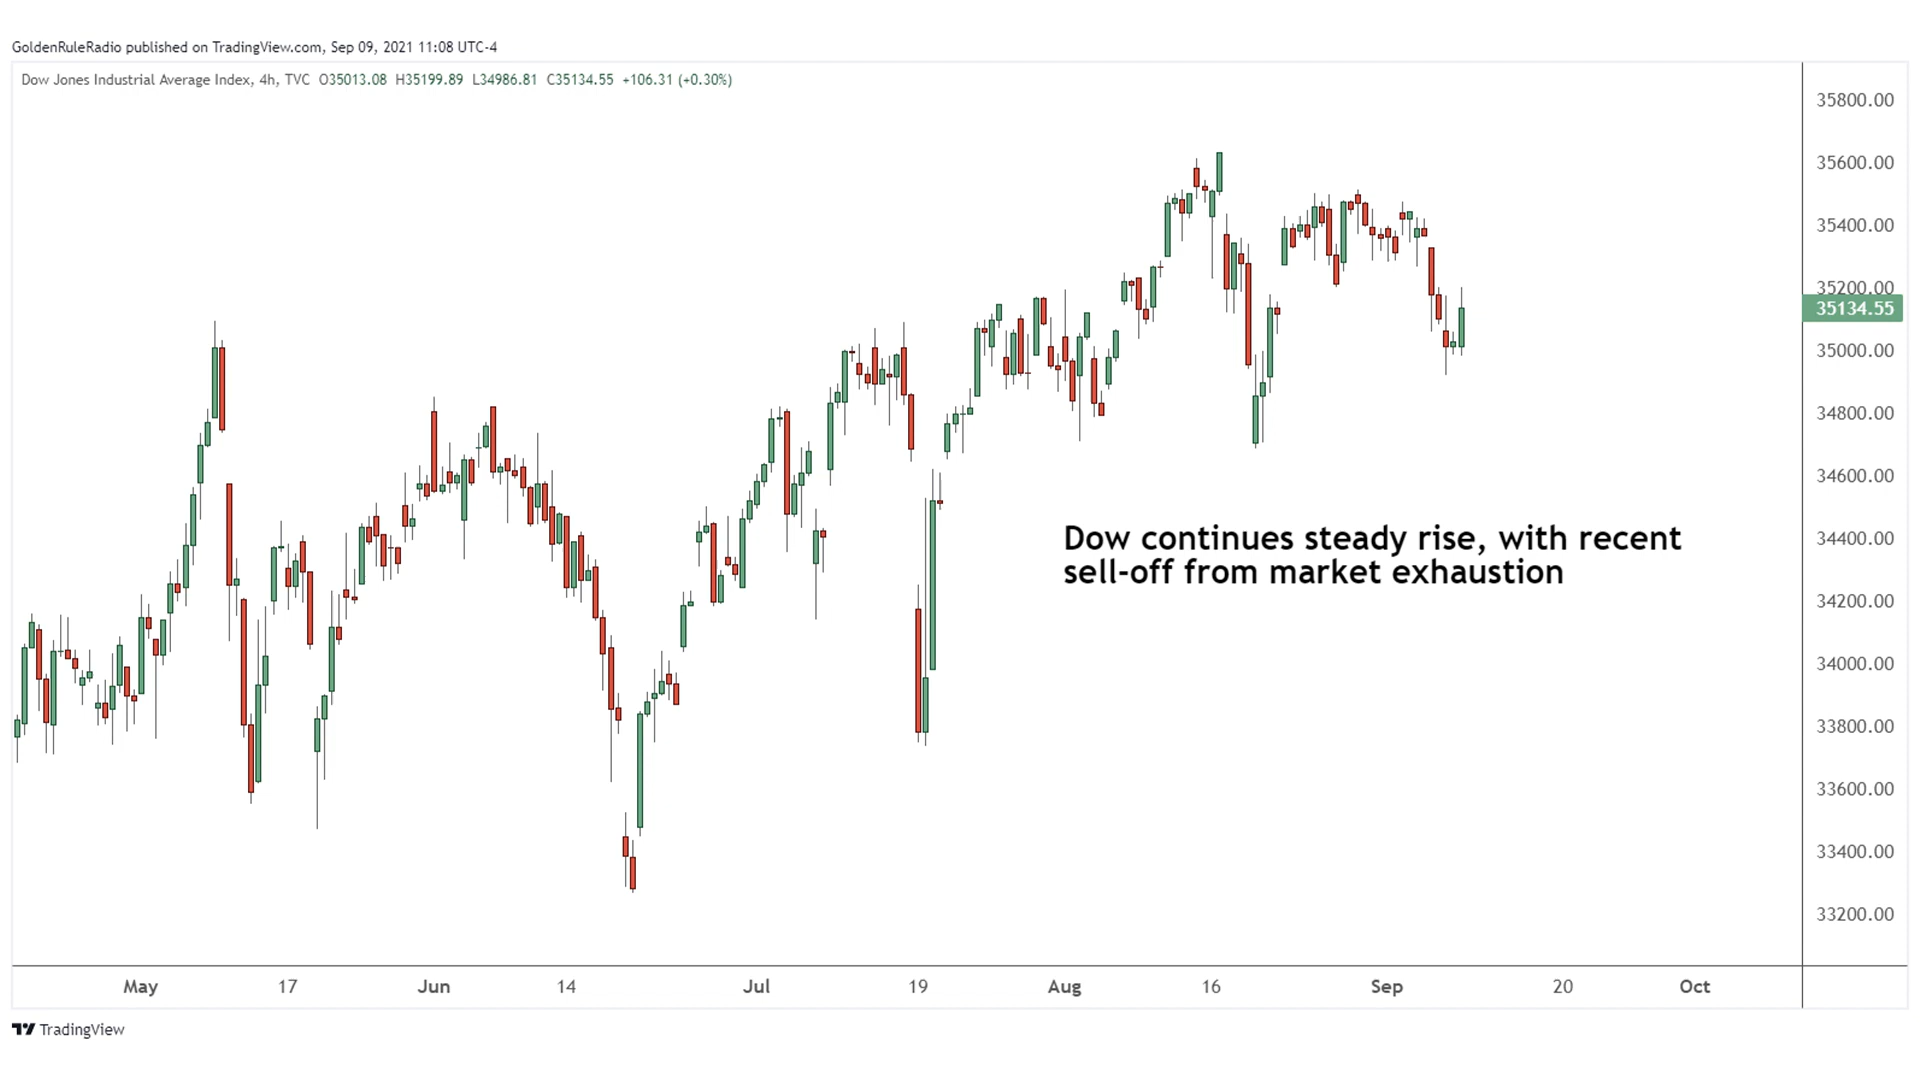 GoldenRuleRadio published on TradingView.com, Sep 09, 2021 11:08 UTC-4
Dow Jones Industrial Average Index, 4h, TVC O35013.08 H35199.89 L34986.81 C35134.55 +106.31 (+0.30%)
35800.00
35600.00
35400.00
35200.00
35134.55
35000.00
34800.00
34600.00
Dow continues steady rise, with recent
sell-off from market exhaustion
34400.00
34200.00
34000.00
33800.00
33600.00
33400.00
33200.00
May 17 Jun 14 Jul 19 Aug 16 Sep 20 Oct
TradingView